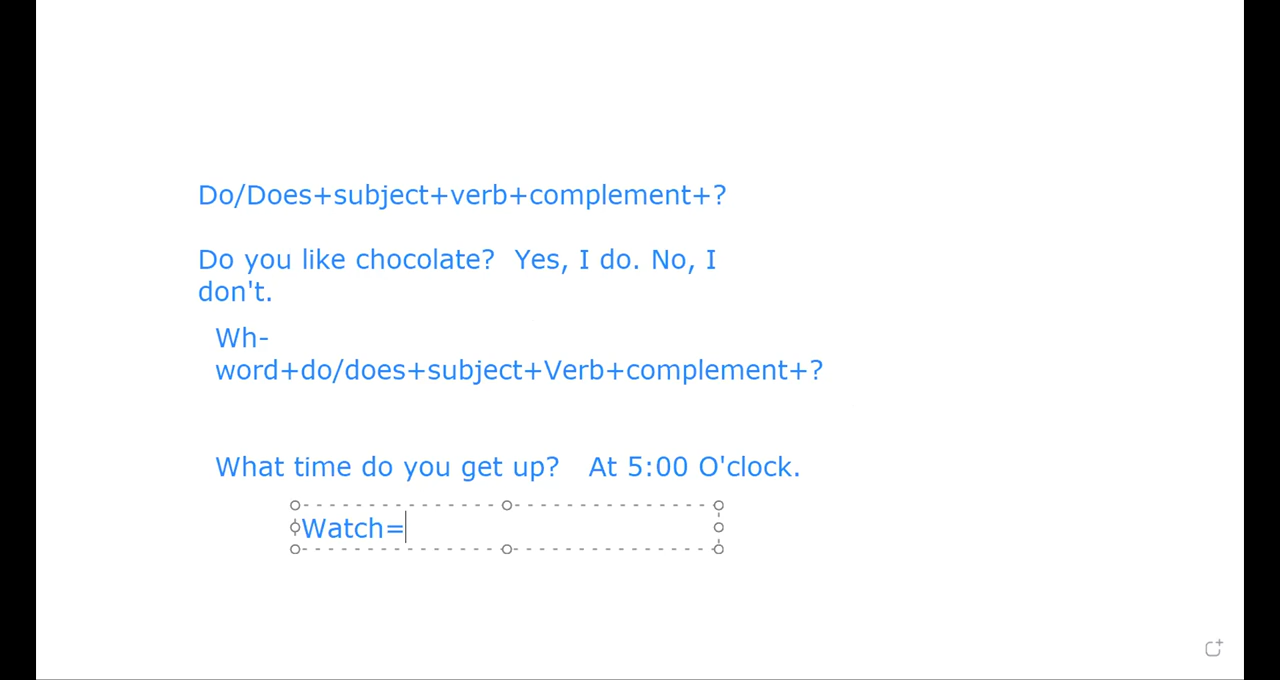 Do/Does+subject+verb+complement+?
Do you like chocolate?  Yes, I do. No, I
don't.
Wh-
word+do/does+subject+Verb+complement+?
What time do you get up?   At 5:00 O'clock.
Watch=